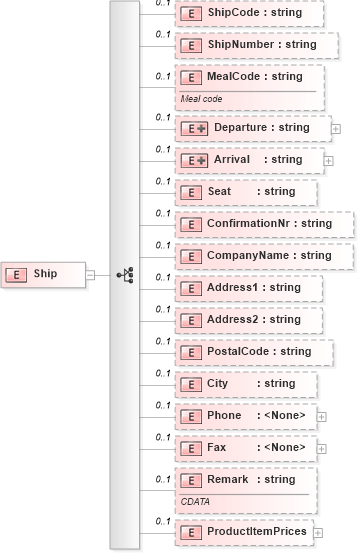 0..1
E ShipCode : string
0..1
E ShipNumber : string
0..1
E MealCode : string
Meal code
0..1
E Departure : string
0..1
E Arrival : string
0..1
E Seat : string
0..1
E ConfirmationNr : string
0..1
E Ship
E CompanyName : string
0..1
E Address1 : string
0..1
E Address2 : string
0..1
E PostalCode : string
0..1
E City : string
0..1
E Phone : <None>
0..1
E Fax : <None>
0..1
E Remark : string
CDATA
0..1
E ProductItemPrices